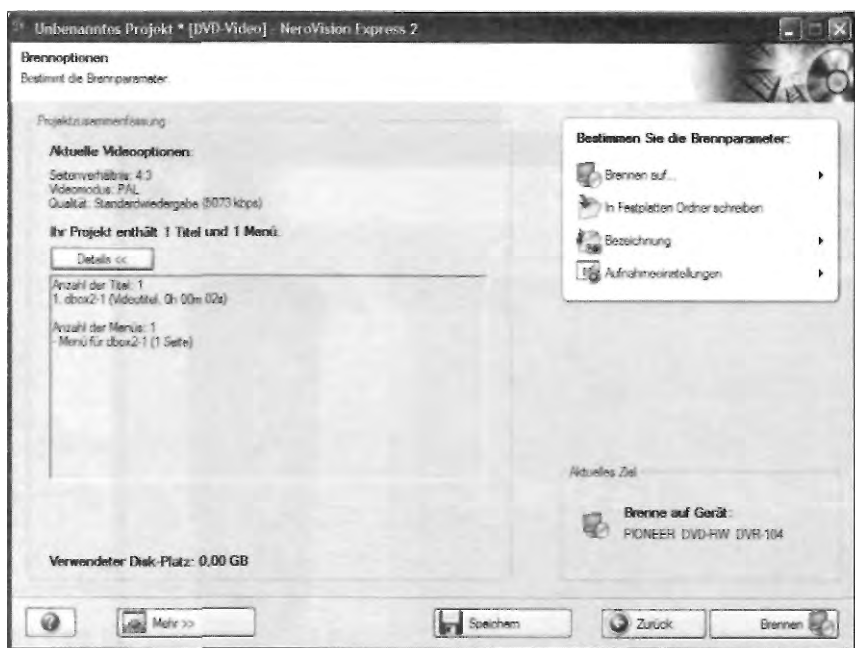 Unbenanntes Projekt * [DVD-Video] - NeroVision Express 2
Brennoptionen
Bestimmt die Brennparameter.
Projektzusammenfassung
Aktuelle Videooptionen:
Seitenverhältnis: 4:3
Videomodus: PAL
Qualität: Standardwiedergabe (5073 kbps)
Ihr Projekt enthält 1 Titel und 1 Menü.
Details <<
Anzahl der Titel: 1
1. dbox2-1 (Videotitel, 0h 00m 02s)
Anzahl der Menüs: 1
- Menü für dbox2-1 (1 Seite)
Verwendeter Disk-Platz: 0,00 GB
Bestimmen Sie die Brennparameter:
Brennen auf...
In Festplatten Ordner schreiben
Bezeichnung
Aufnahmeeinstellungen
Aktuelles Ziel
Brenne auf Gerät:
PIONEER DVD-RW DVR-104
Mehr >>
Speichern
Zurück
Brennen